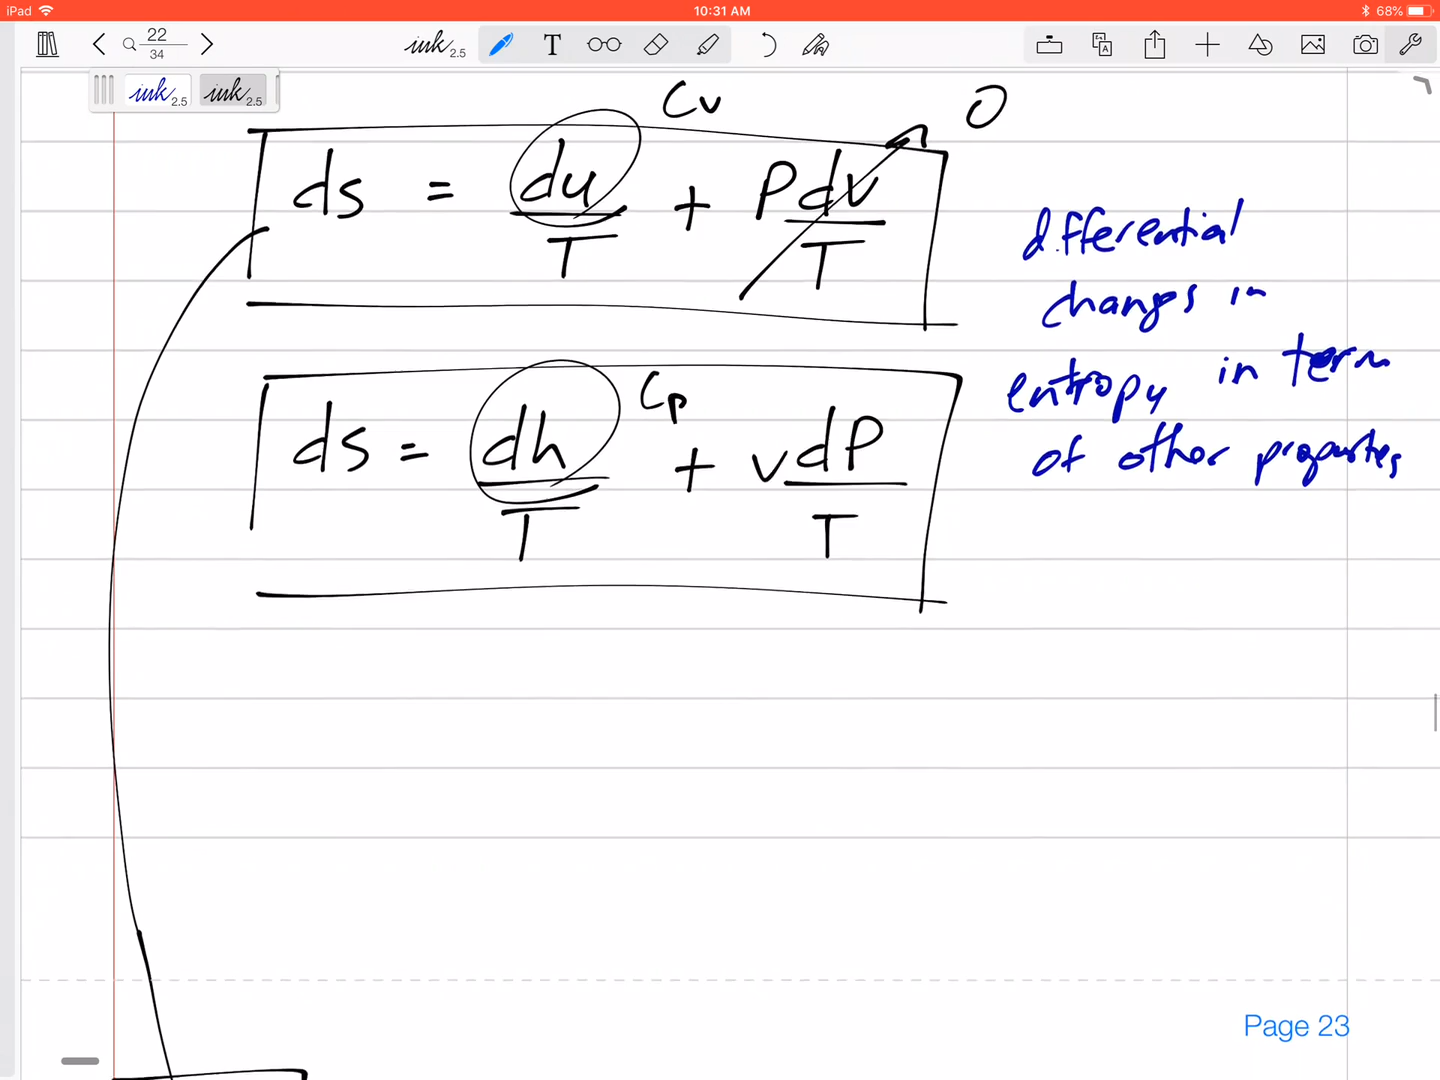 iPad 10:31 AM 68%
22
34
ink 2.5
T
ink 2.5 ink 2.5
Cv 0
ds = du/T + Pdv/T
differential
changes in
entropy in term
of other properties
Cp
ds = dh/T + vdP/T
Page 23